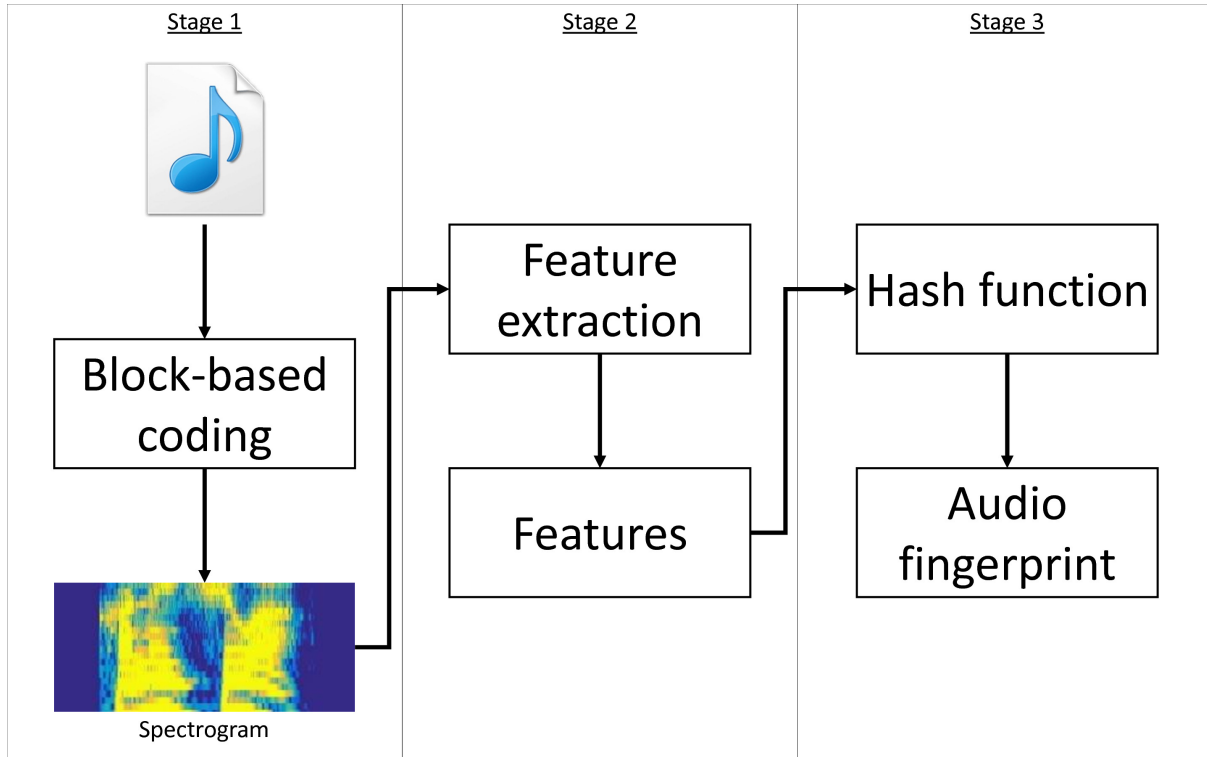 Stage 1
Block-based
coding
Spectrogram
Stage 2
Feature
extraction
Features
Stage 3
Hash function
Audio
fingerprint